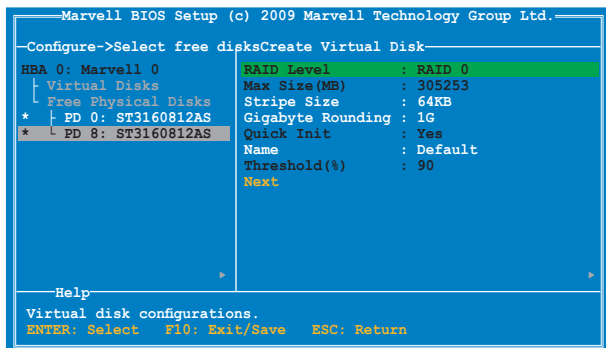 Marvell BIOS Setup (c) 2009 Marvell Technology Group Ltd.
Configure->Select free disksCreate Virtual Disk
HBA 0: Marvell 0
Virtual Disks
Free Physical Disks
* PD 0: ST3160812AS
* PD 8: ST3160812AS
RAID Level : RAID 0
Max Size(MB) : 305253
Stripe Size : 64KB
Gigabyte Rounding : 1G
Quick Init : Yes
Name : Default
Threshold(%) : 90
Next
Help
Virtual disk configurations.
ENTER: Select F10: Exit/Save ESC: Return